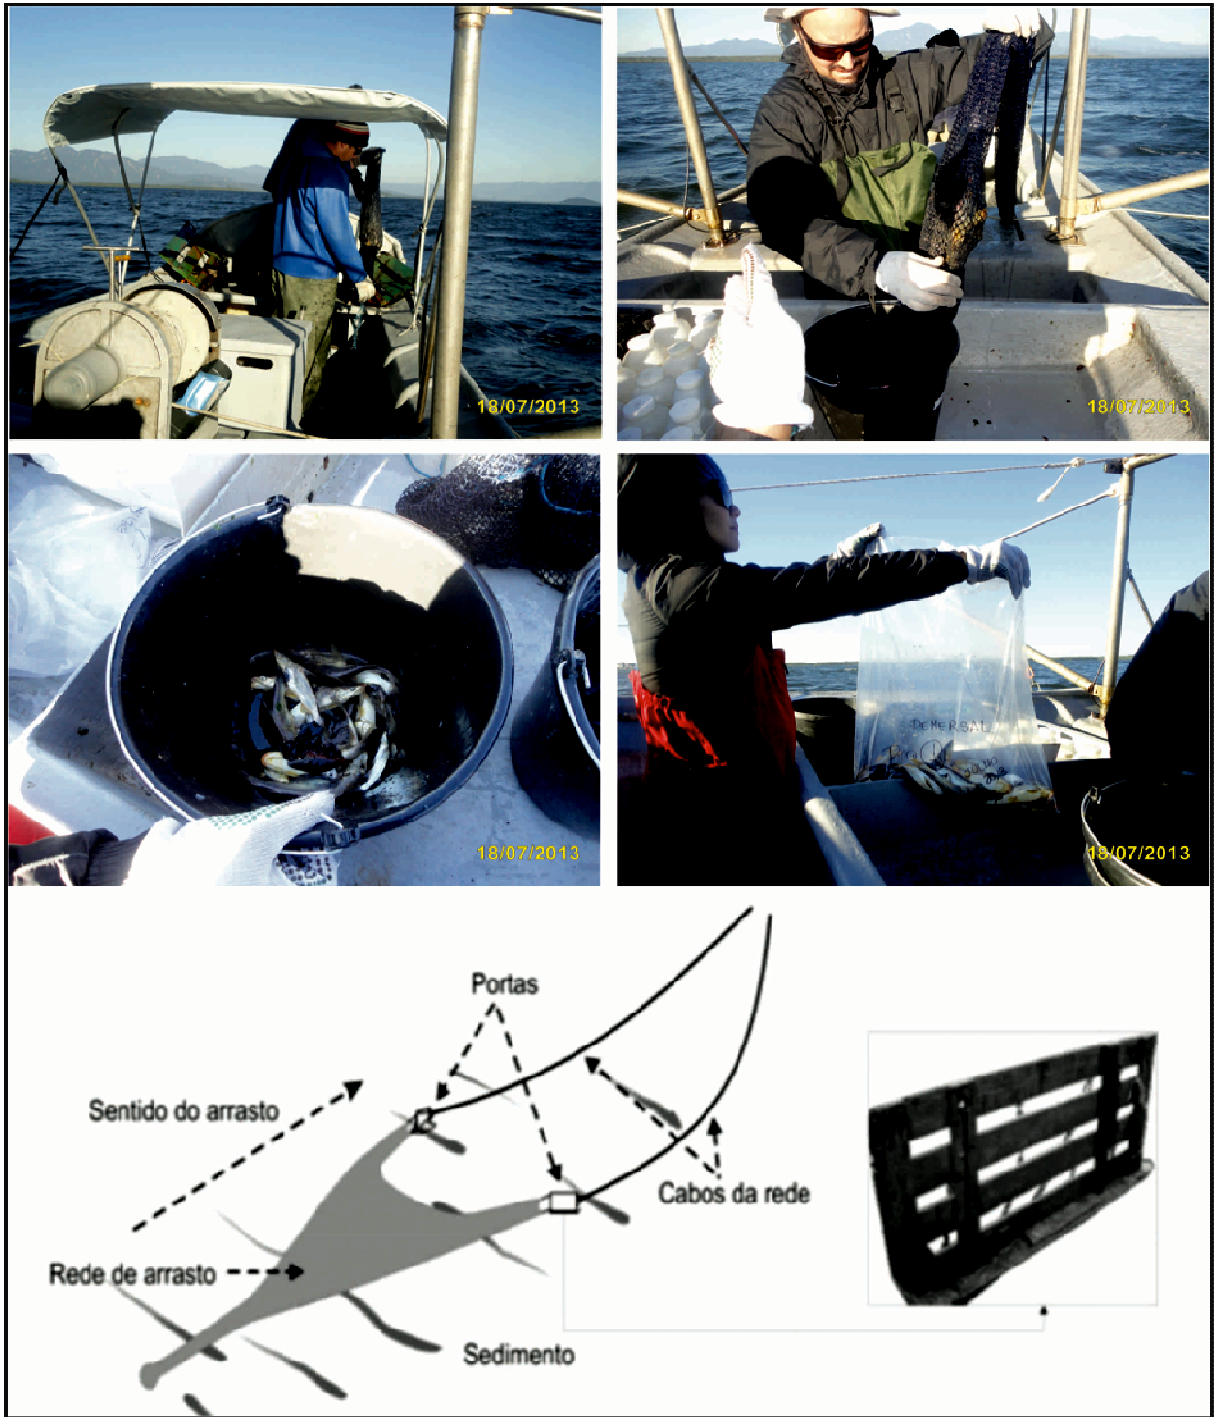 18/07/2013
18/07/2013
18/07/2013
DEMERSAL
18/07/2013
Portas
Sentido do arrasto
Cabos da rede
Rede de arrasto
Sedimento